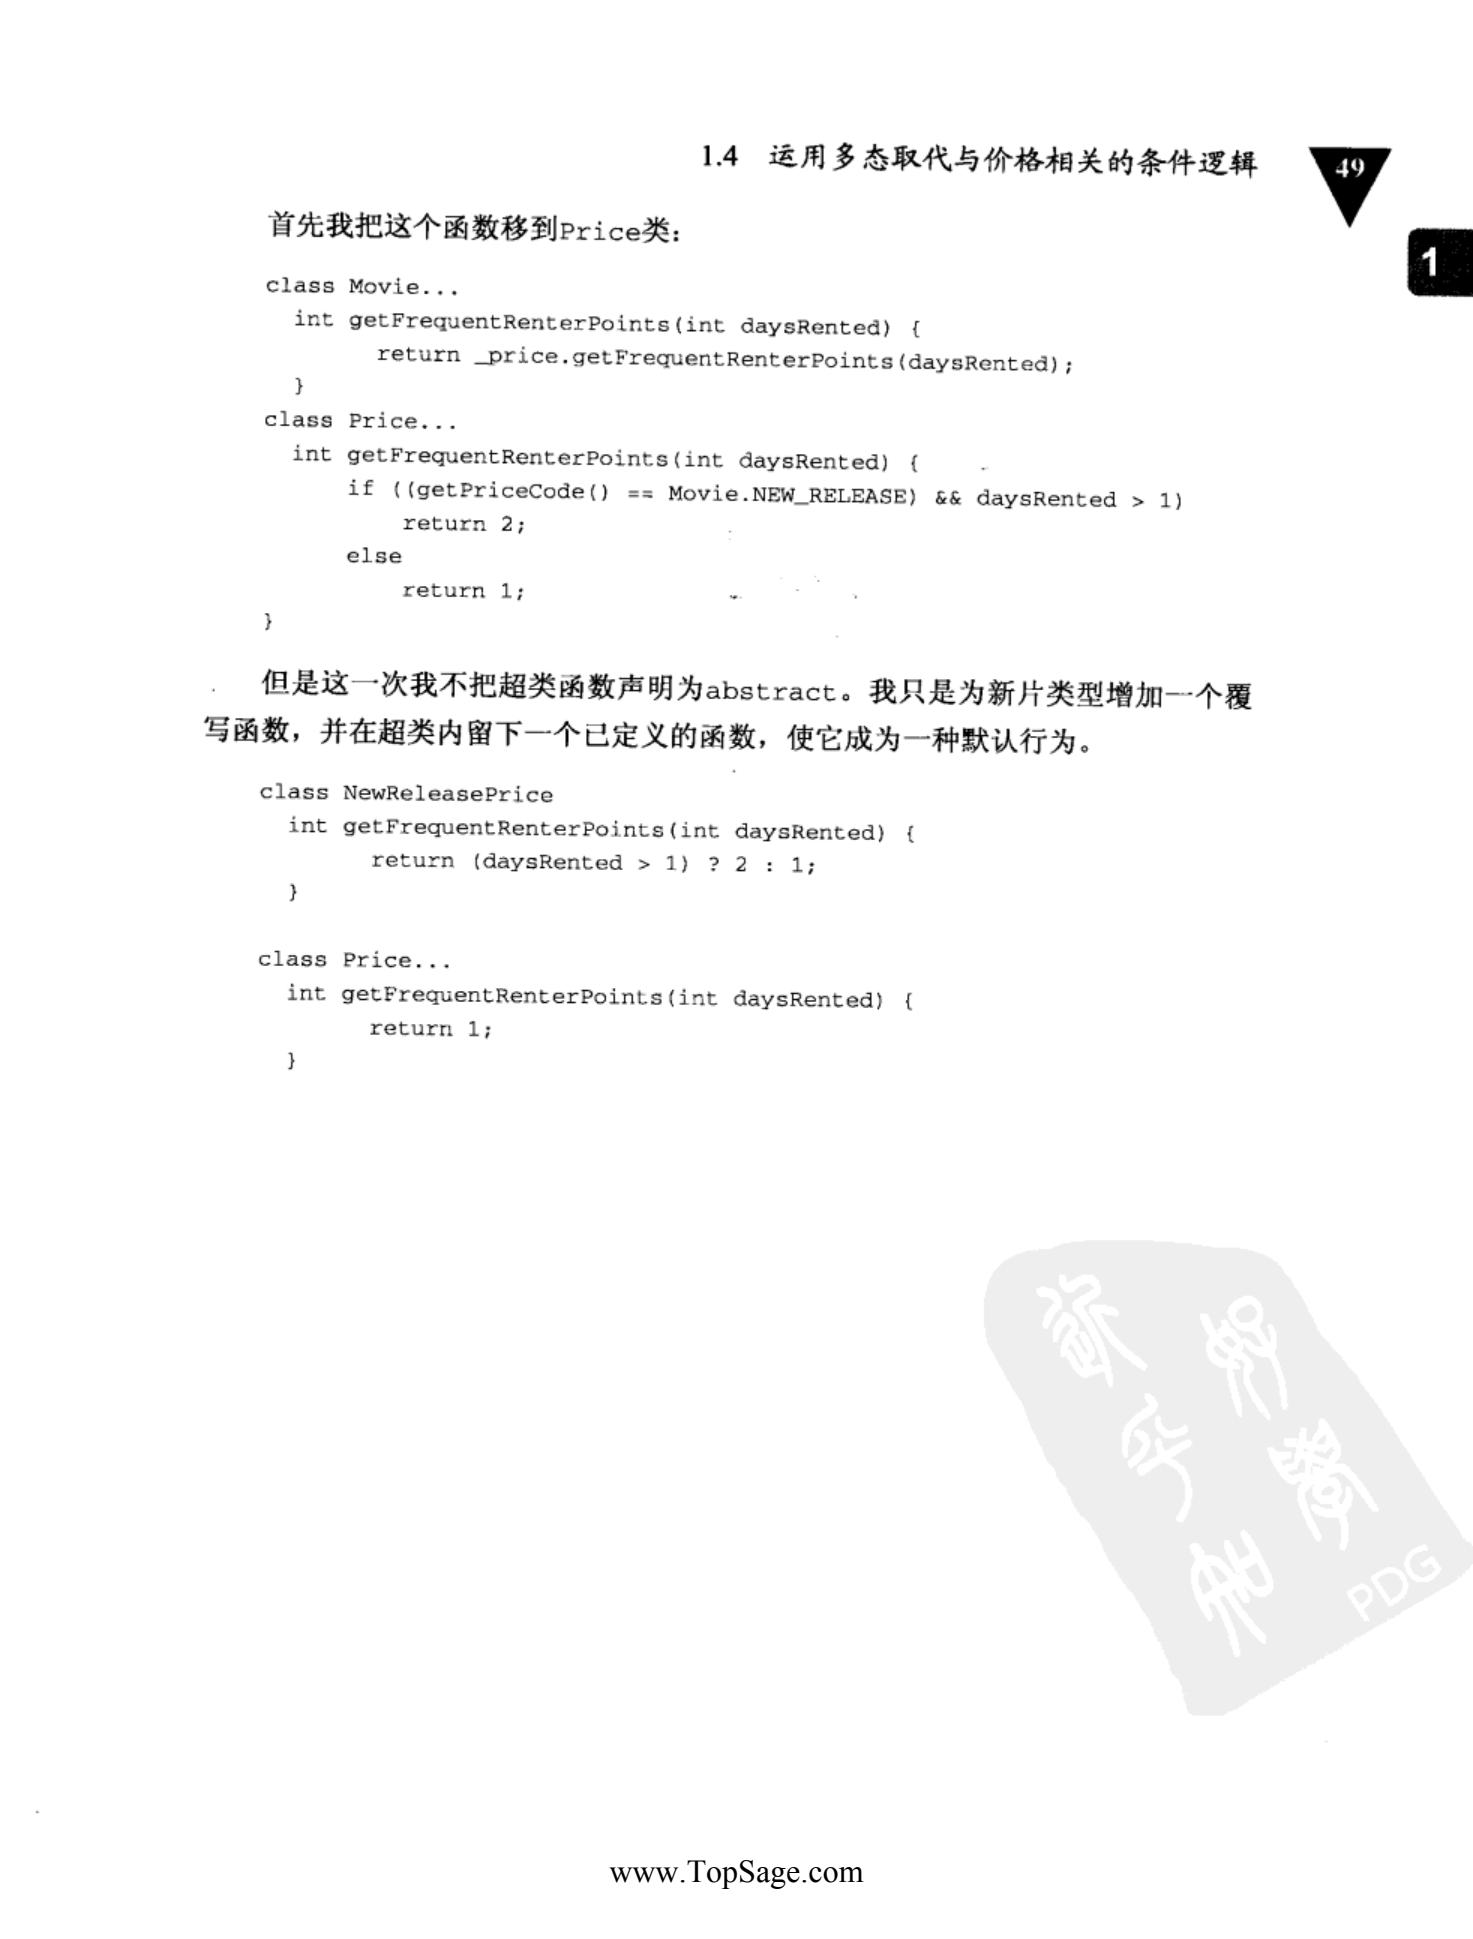 1.4 运用多态取代与价格相关的条件逻辑
49
1
首先我把这个函数移到Price类：
class Movie...
  int getFrequentRenterPoints(int daysRented) {
        return _price.getFrequentRenterPoints(daysRented);
  }
class Price...
  int getFrequentRenterPoints(int daysRented) {
      if ((getPriceCode() == Movie.NEW_RELEASE) && daysRented > 1)
          return 2;
      else
          return 1;
}
但是这一次我不把超类函数声明为abstract。我只是为新片类型增加一个覆
写函数，并在超类内留下一个已定义的函数，使它成为一种默认行为。
class NewReleasePrice
  int getFrequentRenterPoints(int daysRented) {
        return (daysRented > 1) ? 2 : 1;
  }
class Price...
  int getFrequentRenterPoints(int daysRented) {
        return 1;
  }
PDG
www.TopSage.com